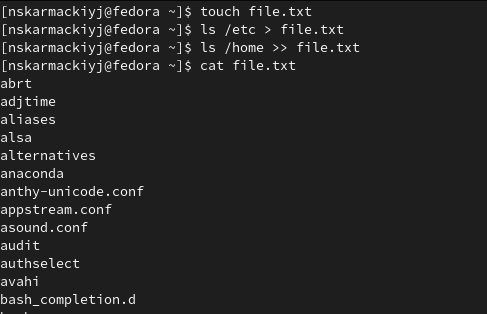 [nskarmackiyj@fedora ~]$ touch file.txt
[nskarmackiyj@fedora ~]$ ls /etc > file.txt
[nskarmackiyj@fedora ~]$ ls /home >> file.txt
[nskarmackiyj@fedora ~]$ cat file.txt
abrt
adjtime
aliases
alsa
alternatives
anaconda
anthy-unicode.conf
appstream.conf
asound.conf
audit
authselect
avahi
bash_completion.d